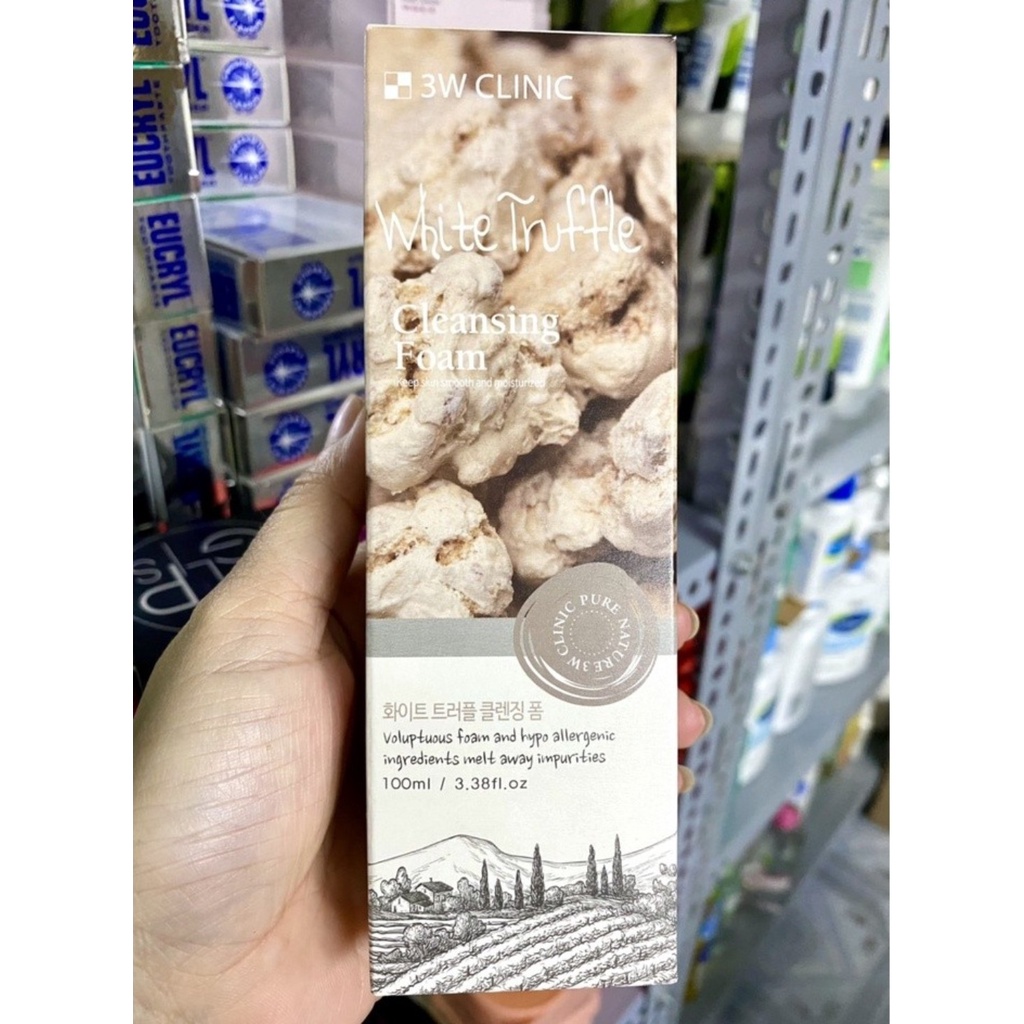 3W CLINIC
White Truffle
Cleansing
Foam
Keep skin smooth and moisturized
3W CLINIC PURE NATURE
화이트 트러플 클렌징 폼
Voluptuous foam and hypo allergenic
ingredients melt away impurities
100ml / 3.38fl.oz
EUCRYL
EUCRYL
EUCRYL
EUCRYL